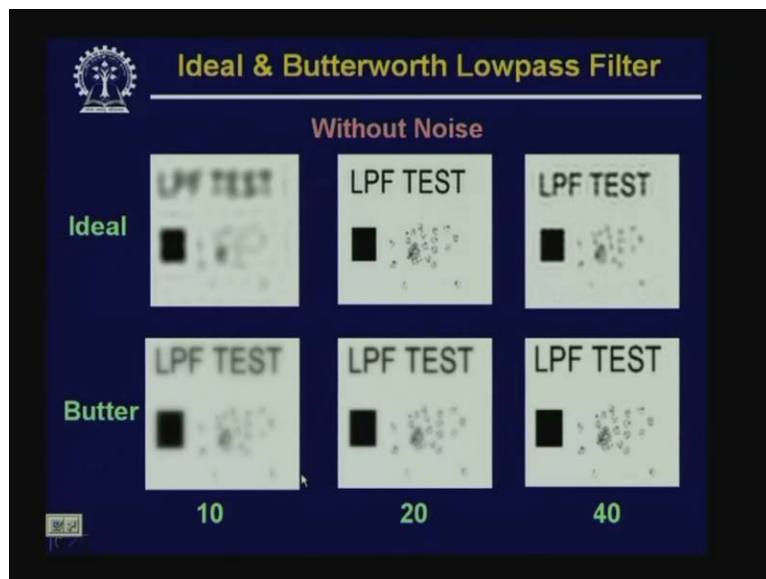 Ideal & Butterworth Lowpass Filter
Without Noise
LPF TEST LPF TEST LPF TEST
Ideal
LPF TEST LPF TEST LPF TEST
Butter
10 20 40